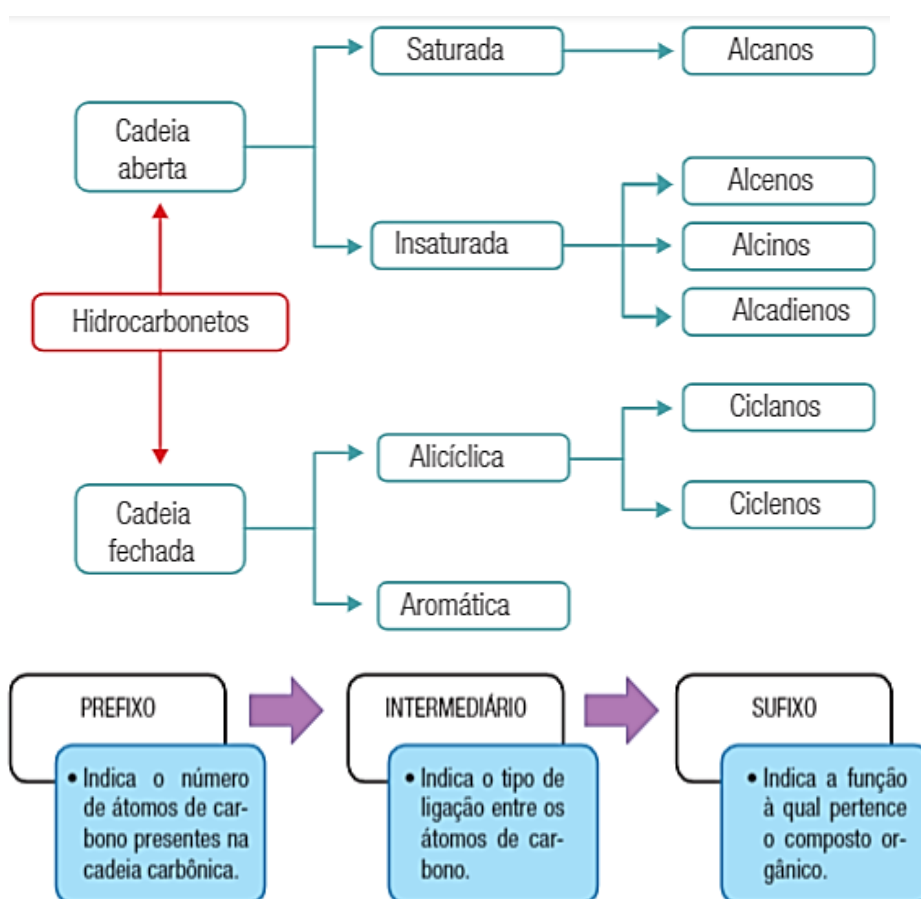 Saturada
Alcanos
Cadeia
aberta
Alcenos
Insaturada
Alcinos
Alcadienos
Hidrocarbonetos
Ciclanos
Alicíclica
Ciclenos
Cadeia
fechada
Aromática
PREFIXO
• Indica o número
de átomos de car-
bono presentes na
cadeia carbônica.
INTERMEDIÁRIO
• Indica o tipo de
ligação entre os
átomos de car-
bono.
SUFIXO
• Indica a função
à qual pertence
o composto or-
gânico.